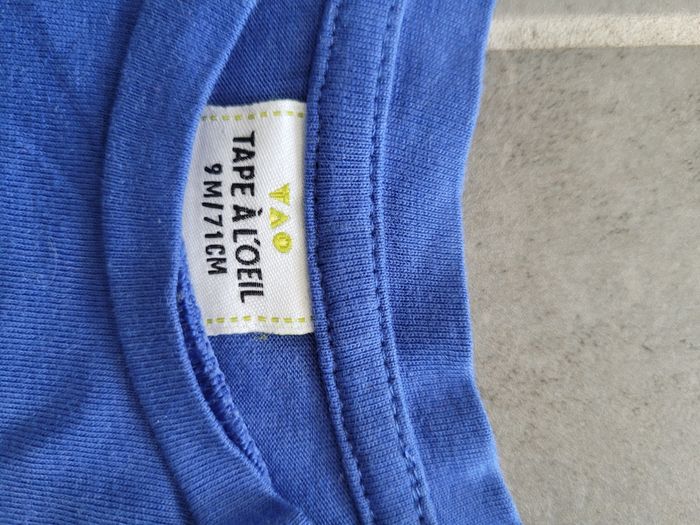 TAO
TAPE À L'OEIL
9M/71CM